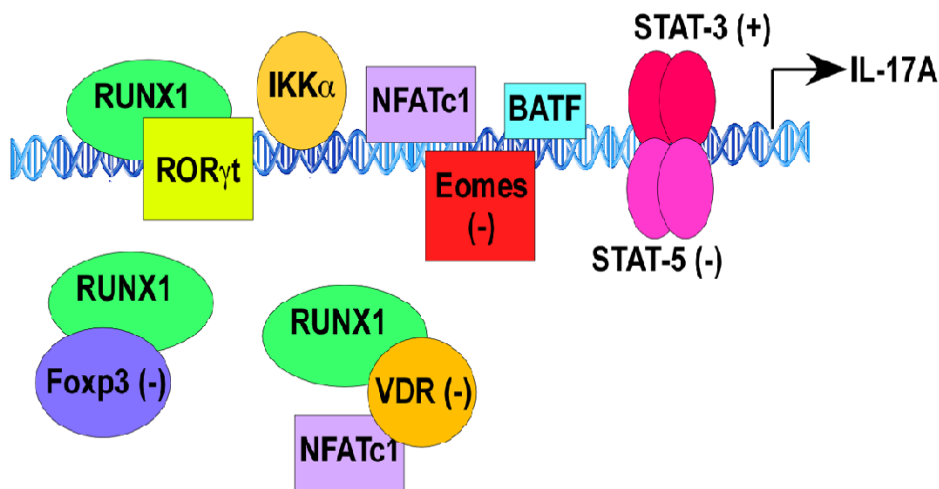 STAT-3 (+)
IL-17A
RUNX1
IKKα
NFATc1
BATF
RORγt
Eomes
(-)
STAT-5 (-)
RUNX1
Foxp3 (-)
RUNX1
VDR (-)
NFATc1